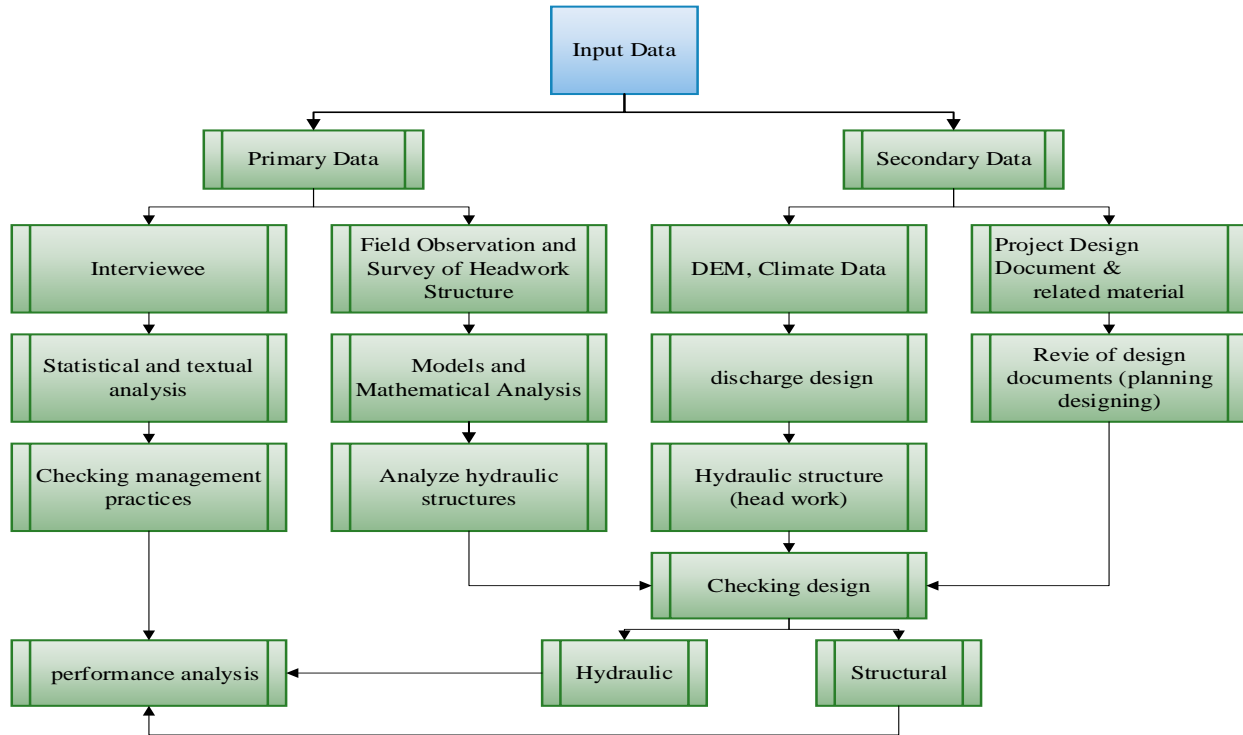 Input Data
Primary Data
Secondary Data
Interviewee
Field Observation and
Survey of Headwork
Structure
DEM, Climate Data
Project Design
Document &
related material
Statistical and textual
analysis
Models and
Mathematical Analysis
discharge design
Revie of design
documents (planning
designing)
Checking management
practices
Analyze hydraulic
structures
Hydraulic structure
(head work)
Checking design
performance analysis
Hydraulic
Structural